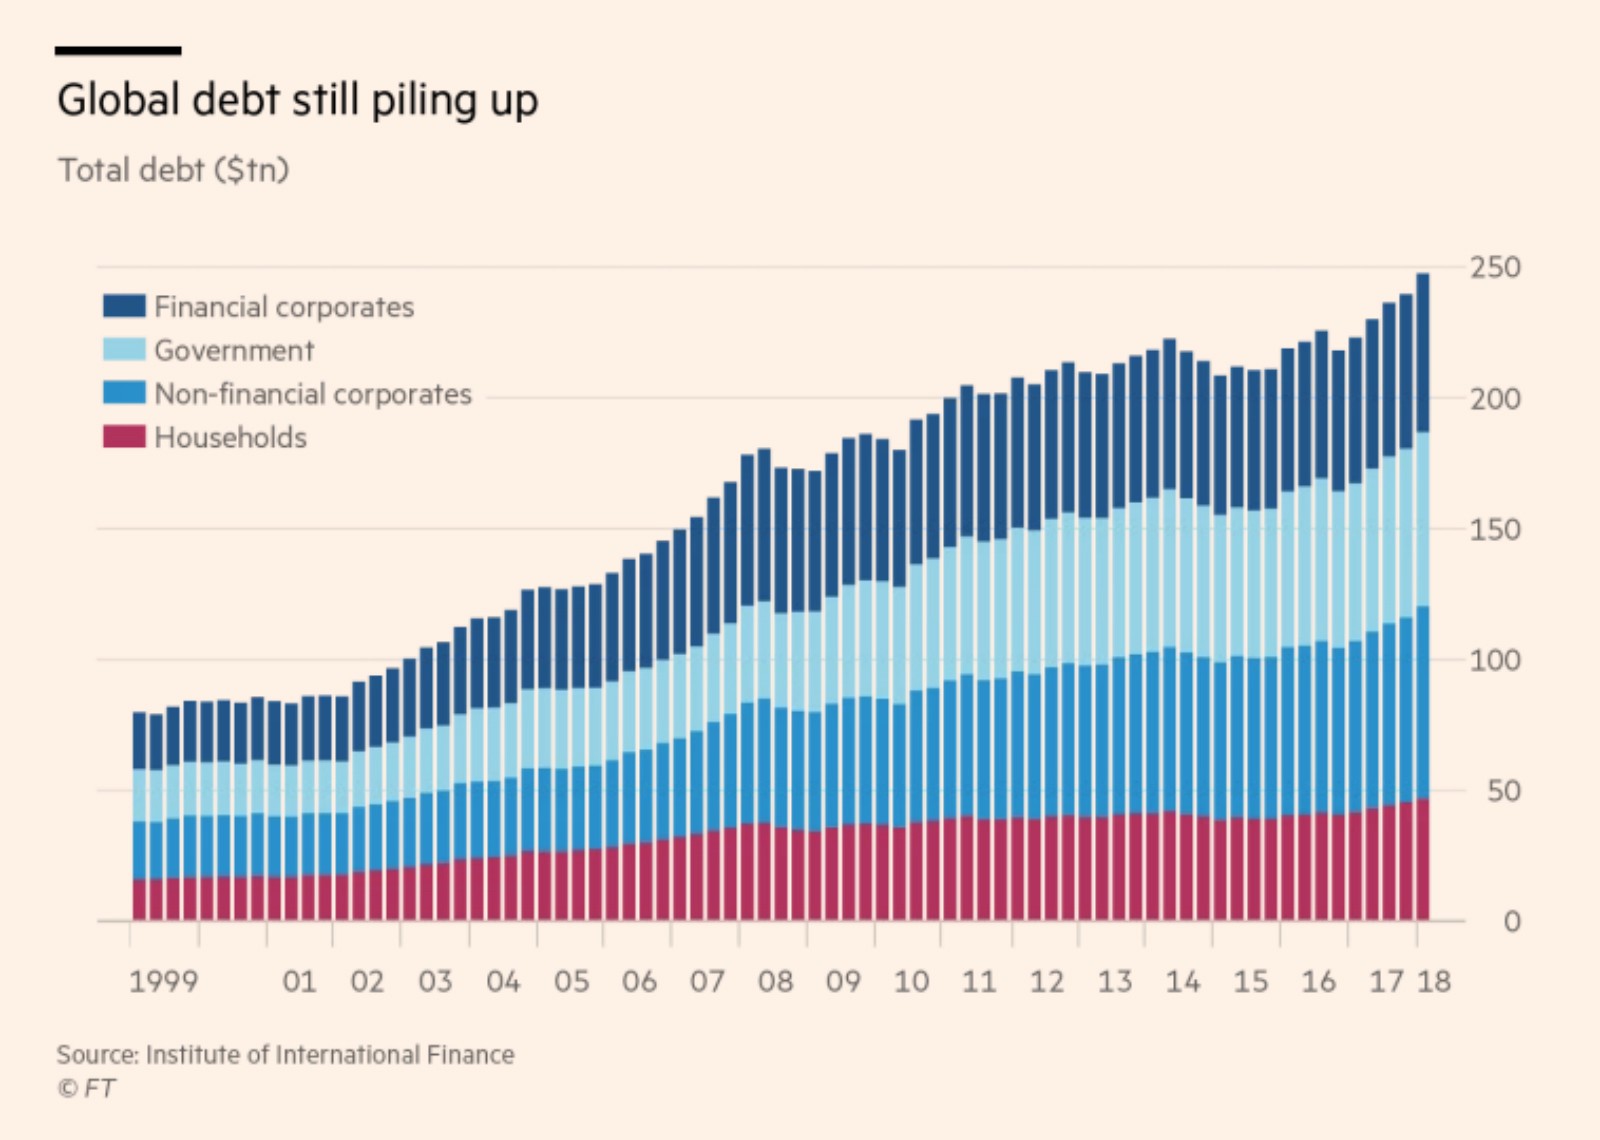 Global debt still piling up
Total debt ($tn)
Financial corporates
Government
Non-financial corporates
Households
250
200
150
100
50
0
1999 01 02 03 04 05 06 07 08 09 10 11 12 13 14 15 16 17 18
Source: Institute of International Finance
© FT